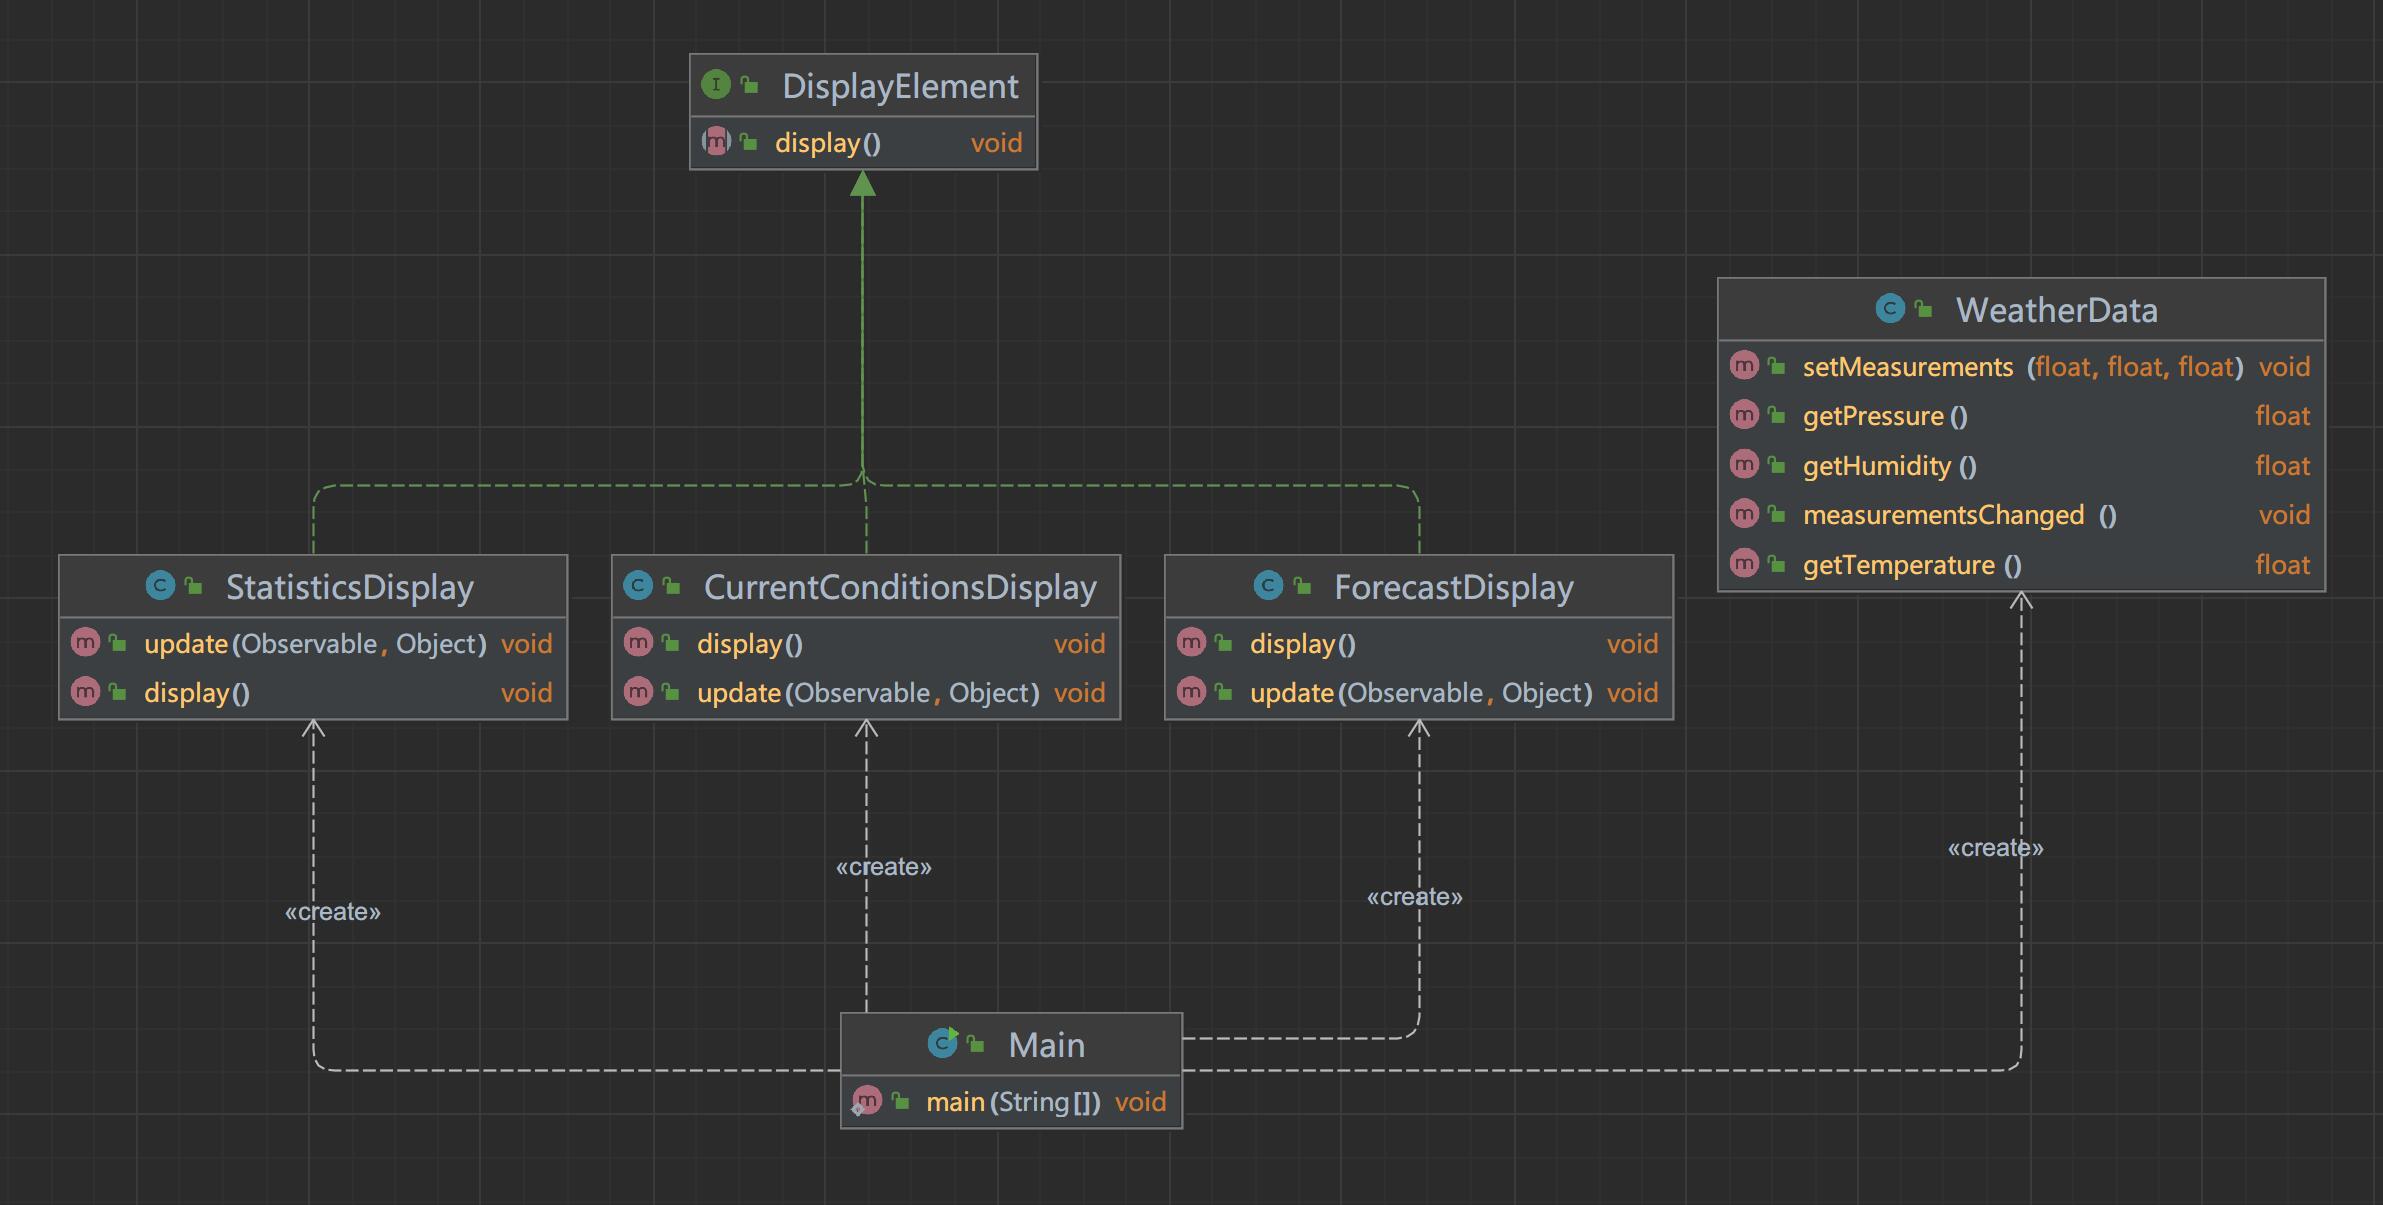 DisplayElement
display() void
WeatherData
setMeasurements (float, float, float) void
getPressure () float
getHumidity () float
measurementsChanged () void
getTemperature () float
StatisticsDisplay
update(Observable, Object) void
display() void
CurrentConditionsDisplay
display() void
update(Observable, Object) void
ForecastDisplay
display() void
update(Observable, Object) void
«create»
«create»
«create»
«create»
Main
main(String[]) void